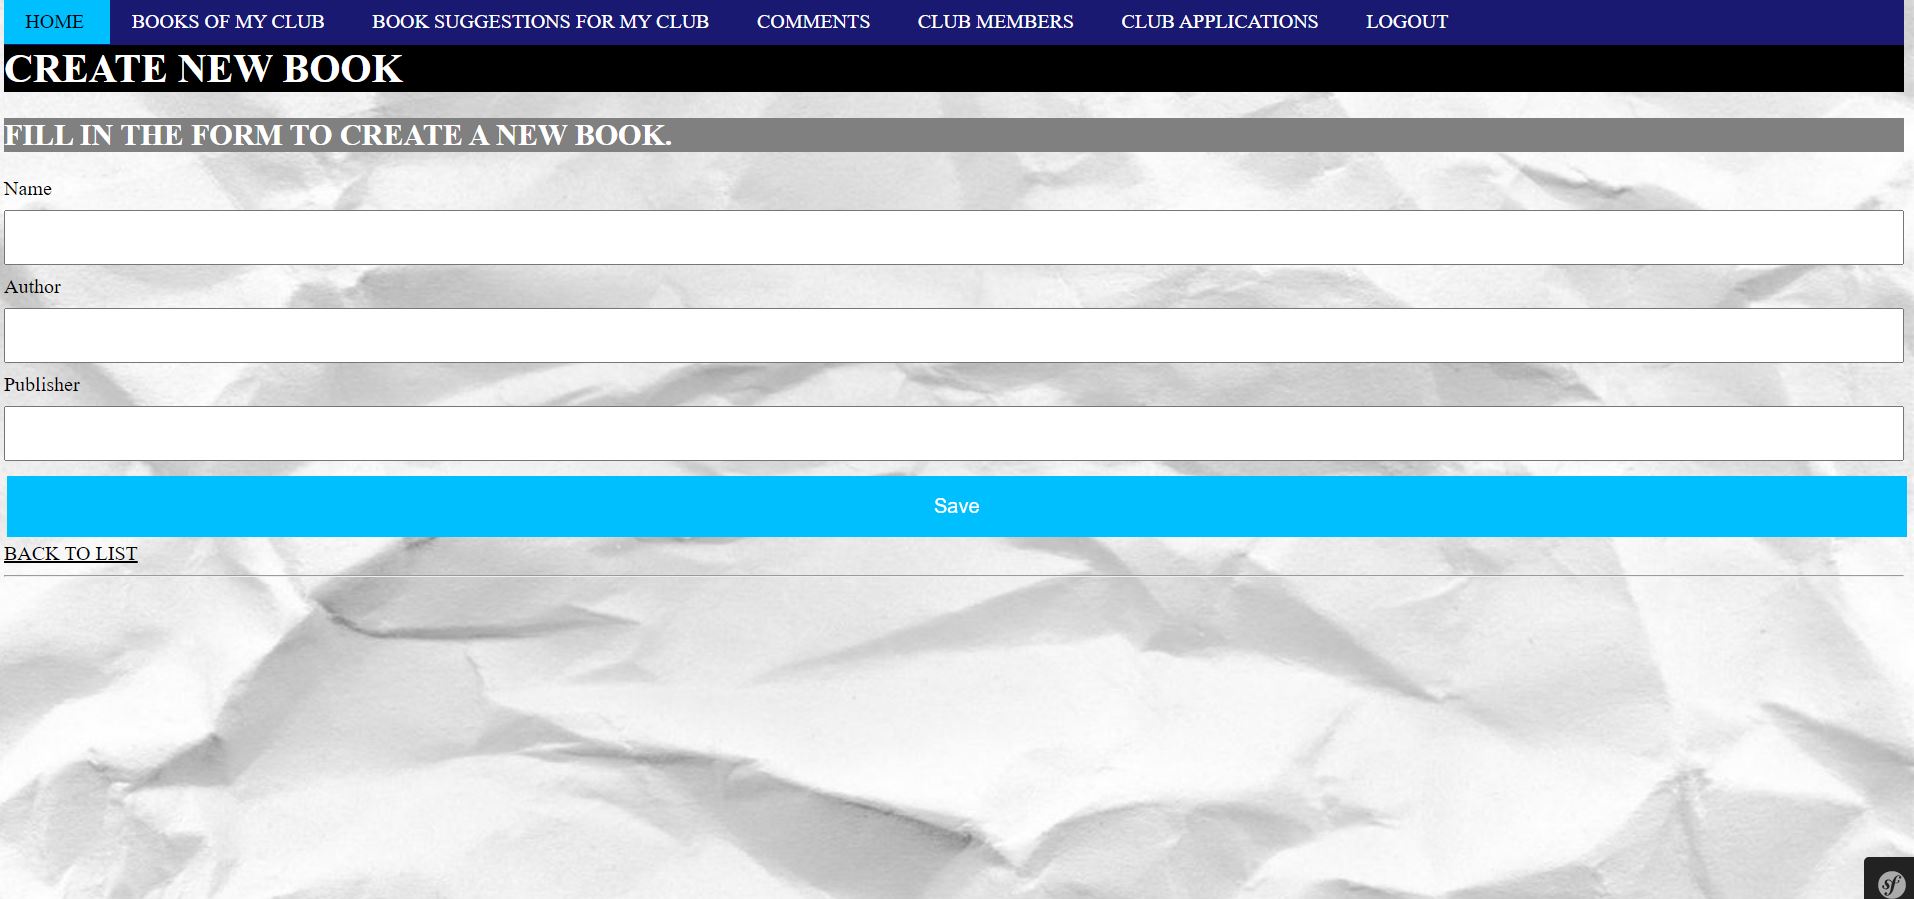 HOME BOOKS OF MY CLUB BOOK SUGGESTIONS FOR MY CLUB COMMENTS CLUB MEMBERS CLUB APPLICATIONS LOGOUT
CREATE NEW BOOK
FILL IN THE FORM TO CREATE A NEW BOOK.
Name
Author
Publisher
Save
BACK TO LIST
sf